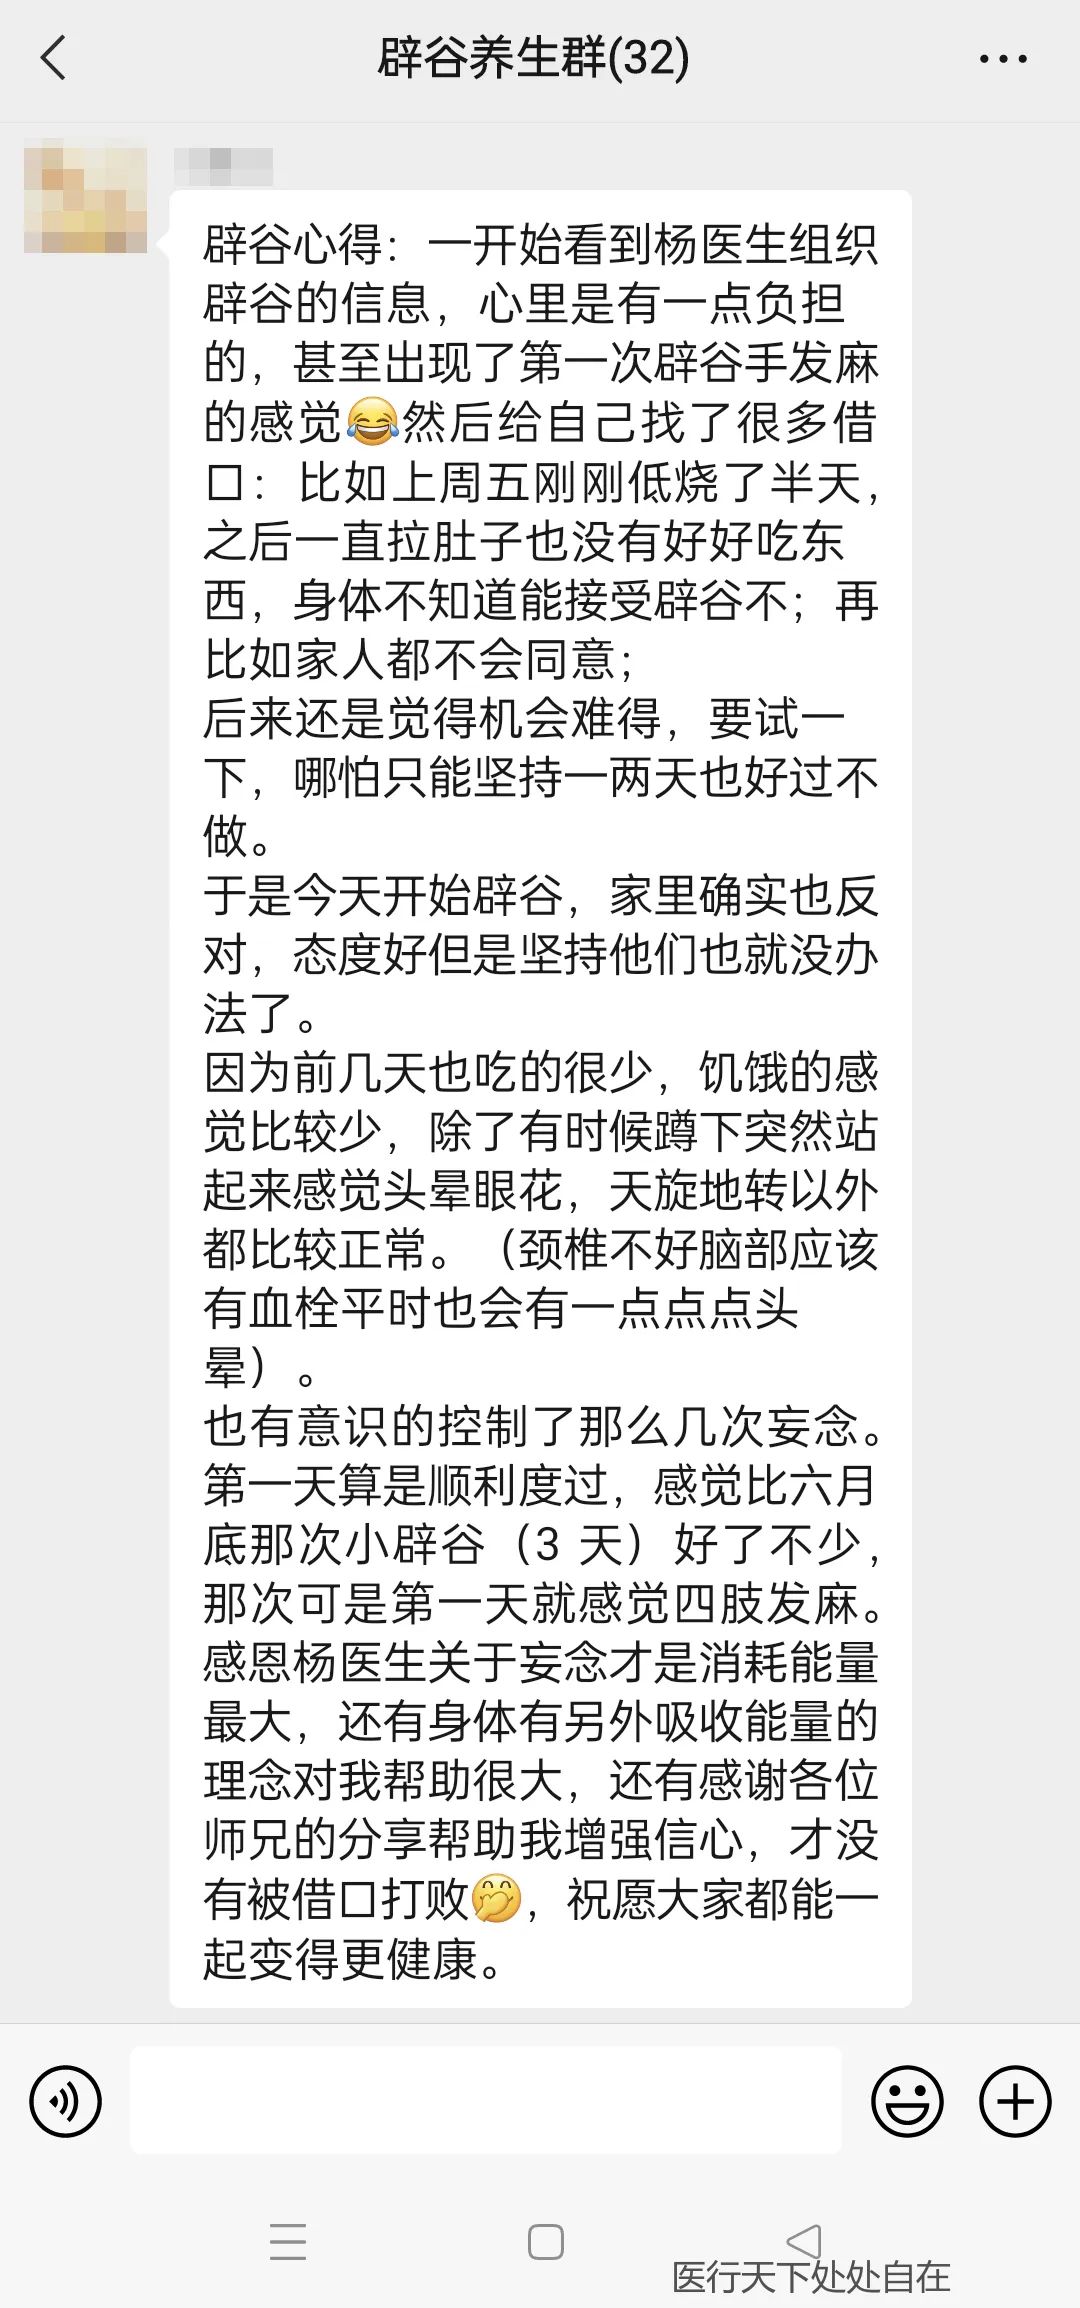 辟谷养生群(32)
辟谷心得：一开始看到杨医生组织
辟谷的信息，心里是有一点负担
的，甚至出现了第一次辟谷手发麻
的感觉😂然后给自己找了很多借
口：比如上周五刚刚低烧了半天，
之后一直拉肚子也没有好好吃东
西，身体不知道能接受辟谷不；再
比如家人都不会同意；
后来还是觉得机会难得，要试一
下，哪怕只能坚持一两天也好过不
做。
于是今天开始辟谷，家里确实也反
对，态度好但是坚持他们也就没办
法了。
因为前几天也吃的很少，饥饿的感
觉比较少，除了有时候蹲下突然站
起来感觉头晕眼花，天旋地转以外
都比较正常。（颈椎不好脑部应该
有血栓平时也会有一点点点头
晕）。
也有意识的控制了那么几次妄念。
第一天算是顺利度过，感觉比六月
底那次小辟谷（3 天）好了不少，
那次可是第一天就感觉四肢发麻。
感恩杨医生关于妄念才是消耗能量
最大，还有身体有另外吸收能量的
理念对我帮助很大，还有感谢各位
师兄的分享帮助我增强信心，才没
有被借口打败🤭，祝愿大家都能一
起变得更健康。
医行天下处处自在